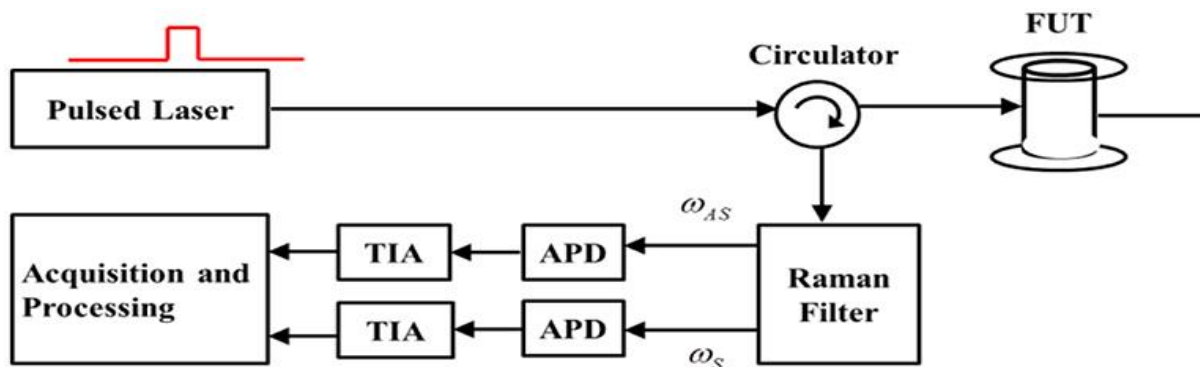 FUT
Circulator
Pulsed Laser
ω_AS
TIA
APD
Acquisition and
Processing
Raman
Filter
TIA
APD
ω_S